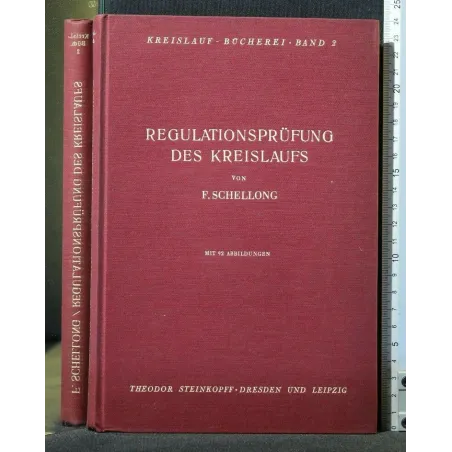 KREISLAUF - BÜCHEREI · BAND 2
REGULATIONSPRÜFUNG
DES KREISLAUFS
VON
F. SCHELLONG
MIT 92 ABBILDUNGEN
THEODOR STEINKOPFF · DRESDEN UND LEIPZIG
F. SCHELLONG / REGULATIONSPRÜFUNG DES KREISLAUFS